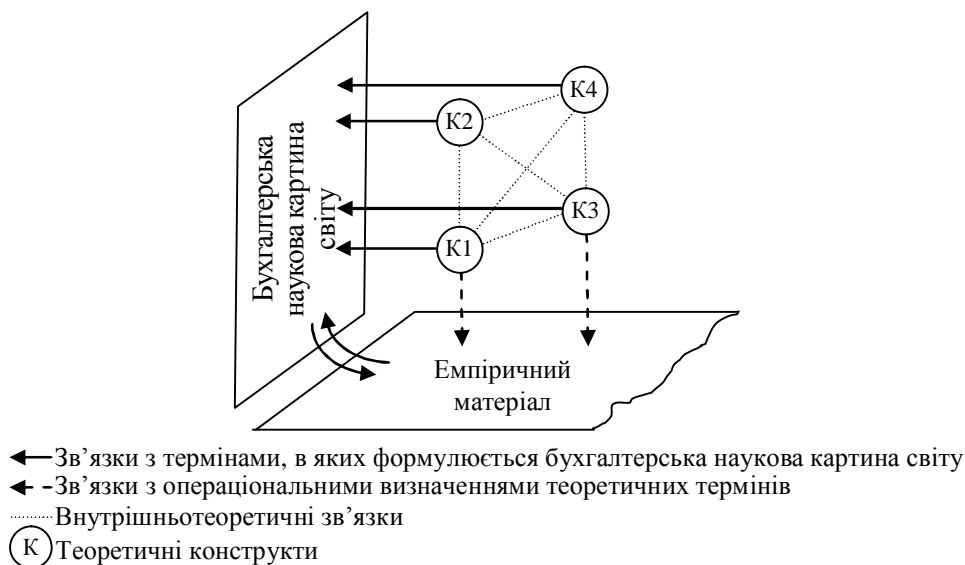 К4
К2
К3
К1
Бухгалтерська
наукова картина
світу
Емпіричний
матеріал
Зв’язки з термінами, в яких формулюється бухгалтерська наукова картина світу
Зв’язки з операціональними визначеннями теоретичних термінів
Внутрішньотеоретичні зв’язки
К Теоретичні конструкти